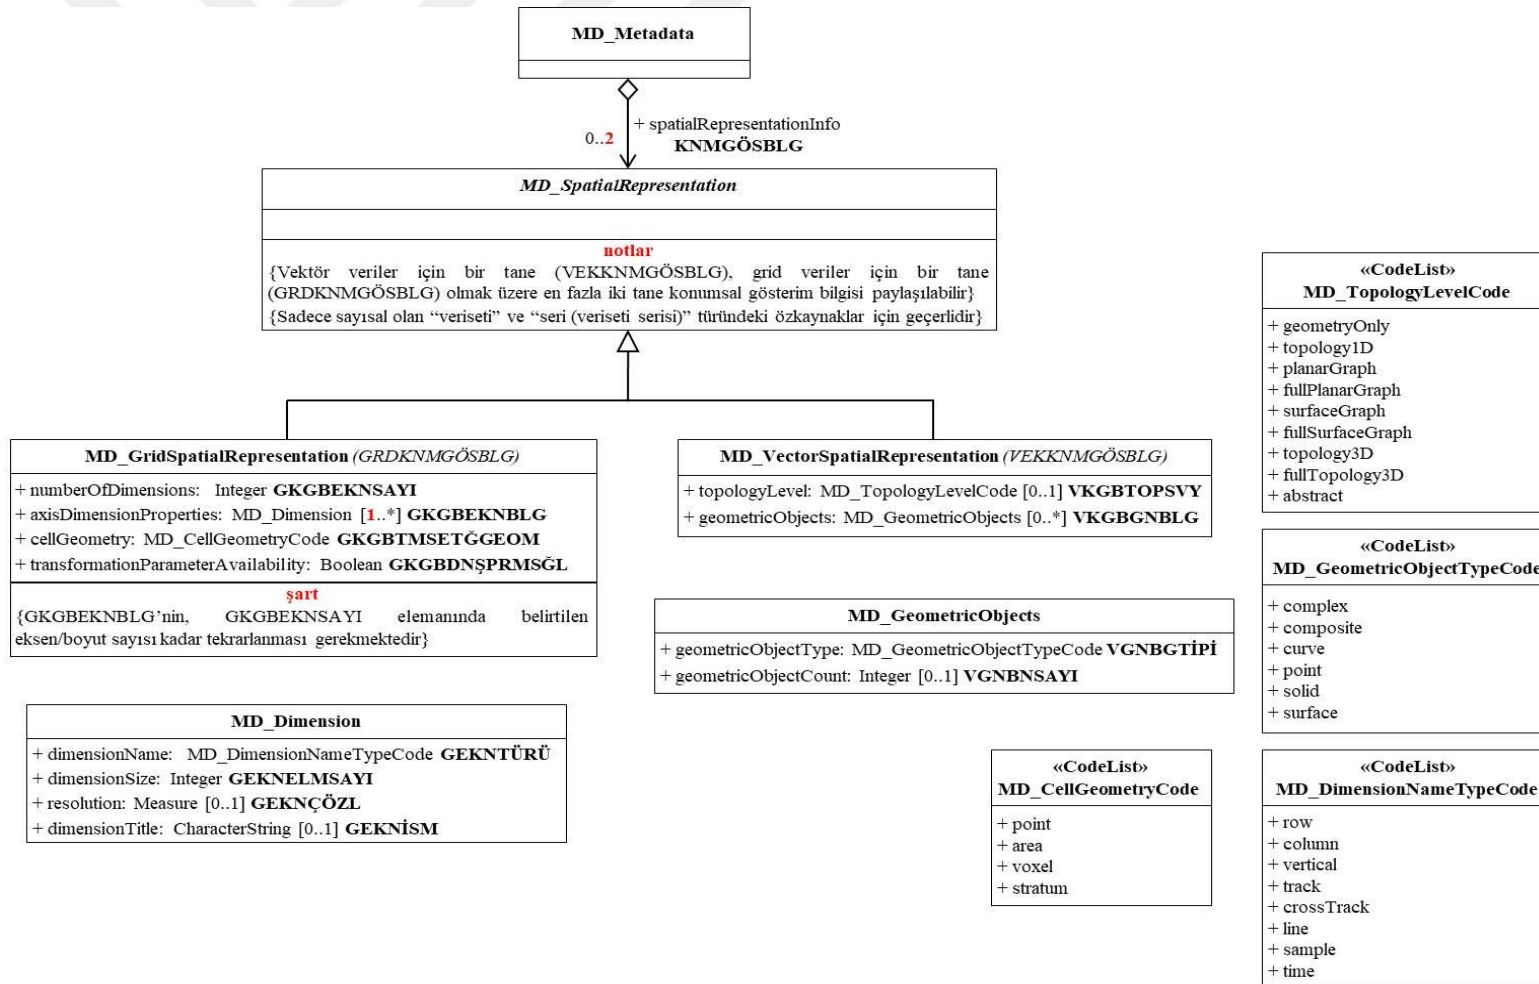 MD_Metadata
+ spatialRepresentationInfo
0..2
KNMGÖSBLG
MD_SpatialRepresentation
notlar
{Vektör veriler için bir tane (VEKKNMGÖSBLG), grid veriler için bir tane
(GRDKNMGÖSBLG) olmak üzere en fazla iki tane konumsal gösterim bilgisi paylaşılabilir}
{Sadece sayısal olan “veriseti” ve “seri (veriseti serisi)” türündeki özkaynaklar için geçerlidir}
MD_GridSpatialRepresentation (GRDKNMGÖSBLG)
+ numberOfDimensions: Integer GKGBEKNSAYI
+ axisDimensionProperties: MD_Dimension [1..*] GKGBEKNBLG
+ cellGeometry: MD_CellGeometryCode GKGBTMSETĞGEOM
+ transformationParameterAvailability: Boolean GKGBDNŞPRMSĞL
şart
{GKGBEKNBLG’nin, GKGBEKNSAYI elemanında belirtilen
eksen/boyut sayısı kadar tekrarlanması gerekmektedir}
MD_VectorSpatialRepresentation (VEKKNMGÖSBLG)
+ topologyLevel: MD_TopologyLevelCode [0..1] VKGBTOPSVY
+ geometricObjects: MD_GeometricObjects [0..*] VKGBGNBLG
MD_GeometricObjects
+ geometricObjectType: MD_GeometricObjectTypeCode VGNBGTİPİ
+ geometricObjectCount: Integer [0..1] VGNBNSAYI
MD_Dimension
+ dimensionName: MD_DimensionNameTypeCode GEKNTÜRÜ
+ dimensionSize: Integer GEKNELMSAYI
+ resolution: Measure [0..1] GEKNÇÖZL
+ dimensionTitle: CharacterString [0..1] GEKNİSM
«CodeList»
MD_CellGeometryCode
+ point
+ area
+ voxel
+ stratum
«CodeList»
MD_TopologyLevelCode
+ geometryOnly
+ topology1D
+ planarGraph
+ fullPlanarGraph
+ surfaceGraph
+ fullSurfaceGraph
+ topology3D
+ fullTopology3D
+ abstract
«CodeList»
MD_GeometricObjectTypeCode
+ complex
+ composite
+ curve
+ point
+ solid
+ surface
«CodeList»
MD_DimensionNameTypeCode
+ row
+ column
+ vertical
+ track
+ crossTrack
+ line
+ sample
+ time